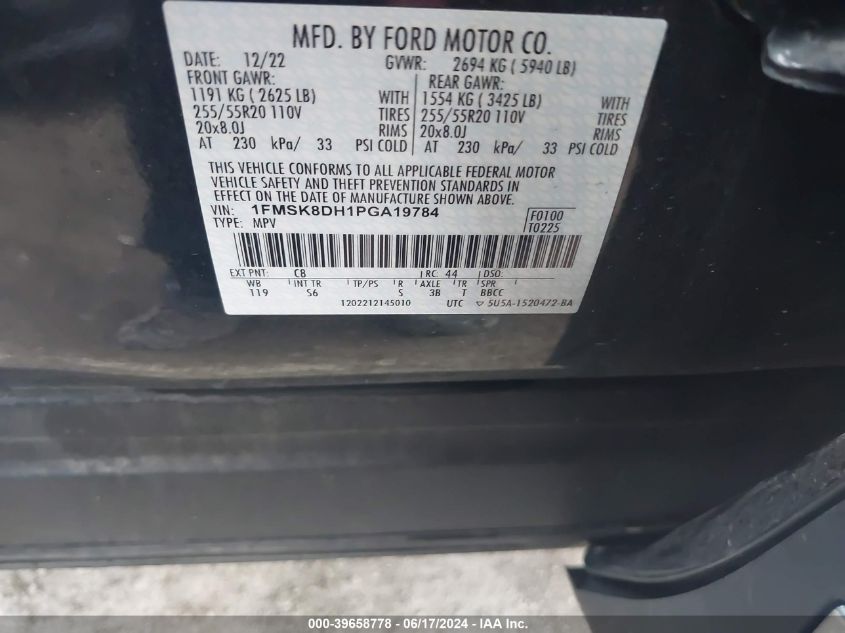 MFD. BY FORD MOTOR CO.
DATE: 12/22 GVWR: 2694 KG ( 5940 LB)
FRONT GAWR: REAR GAWR:
1191 KG ( 2625 LB) WITH 1554 KG ( 3425 LB) WITH
255/55R20 110V TIRES 255/55R20 110V TIRES
20x8.0J RIMS 20x8.0J RIMS
AT 230 kPa/ 33 PSI COLD AT 230 kPa/ 33 PSI COLD
THIS VEHICLE CONFORMS TO ALL APPLICABLE FEDERAL MOTOR
VEHICLE SAFETY AND THEFT PREVENTION STANDARDS IN
EFFECT ON THE DATE OF MANUFACTURE SHOWN ABOVE.
VIN: 1FMSK8DH1PGA19784 F0100
TYPE: MPV T0225
EXT PNT: C8 RC: 44 DSO:
WB INT TR TP/PS R AXLE TR SPR
119 S6 S 3B T BBCC
1202212145010 UTC 5U5A-1520472-BA
000-39658778 - 06/17/2024 - IAA Inc.